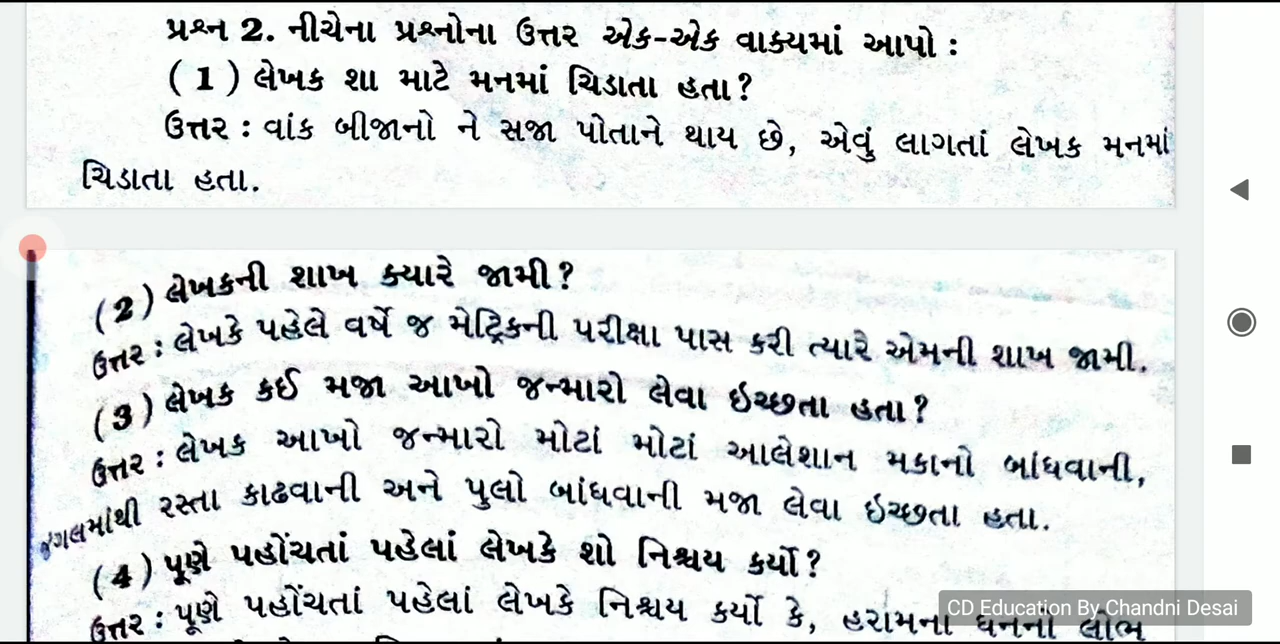 પ્રશ્ન 2. નીચેના પ્રશ્નોના ઉત્તર એક-એક વાક્યમાં આપો :
(1) લેખક શા માટે મનમાં ચિડાતા હતા?
ઉત્તર : વાંક બીજાનો ને સજા પોતાને થાય છે, એવું લાગતાં લેખક મનમાં
ચિડાતા હતા.
(2) લેખકની શાખ ક્યારે જામી?
ઉત્તર : લેખકે પહેલે વર્ષે જ મેટ્રિકની પરીક્ષા પાસ કરી ત્યારે એમની શાખ જામી.
(3) લેખક કઈ મજા આખો જન્મારો લેવા ઇચ્છતા હતા?
ઉત્તર : લેખક આખો જન્મારો મોટાં મોટાં આલેશાન મકાનો બાંધવાની,
જંગલમાંથી રસ્તા કાઢવાની અને પુલો બાંધવાની મજા લેવા ઇચ્છતા હતા.
(4) પૂણે પહોંચતાં પહેલાં લેખકે શો નિશ્ચય કર્યો?
ઉત્તર : પૂણે પહોંચતાં પહેલાં લેખકે નિશ્ચય કર્યો કે, હરામના ધનનો લોભ
CD Education By Chandni Desai